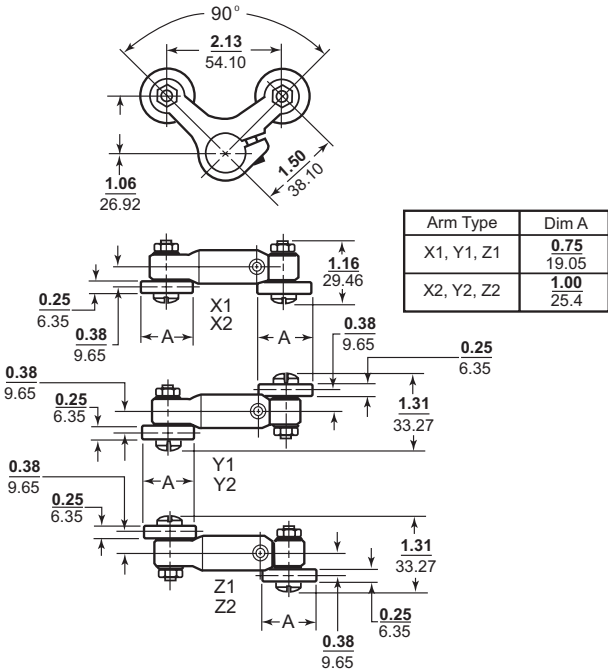 90°
2.13
54.10
1.50
38.10
1.06
26.92
Arm Type Dim A
X1, Y1, Z1 0.75
19.05
X2, Y2, Z2 1.00
25.4
1.16
29.46
0.25
6.35
X1
X2
A
A
0.38
9.65
0.38
9.65
0.25
6.35
0.38
9.65
0.25
6.35
1.31
33.27
Y1
Y2
A
0.38
9.65
0.25
6.35
1.31
33.27
Z1
Z2
A
0.25
6.35
0.38
9.65